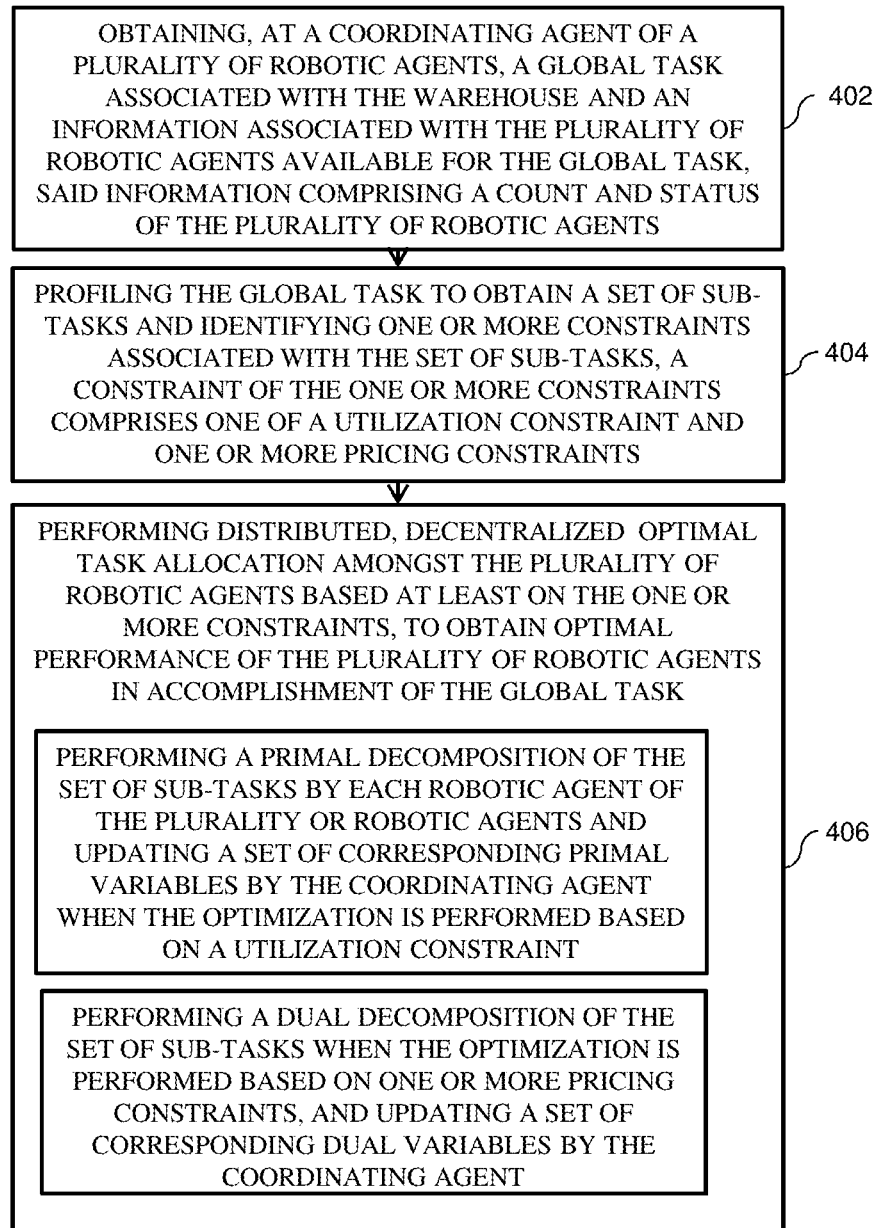 OBTAINING, AT A COORDINATING AGENT OF A
PLURALITY OF ROBOTIC AGENTS, A GLOBAL TASK
ASSOCIATED WITH THE WAREHOUSE AND AN
INFORMATION ASSOCIATED WITH THE PLURALITY OF
ROBOTIC AGENTS AVAILABLE FOR THE GLOBAL TASK,
SAID INFORMATION COMPRISING A COUNT AND STATUS
OF THE PLURALITY OF ROBOTIC AGENTS
402
PROFILING THE GLOBAL TASK TO OBTAIN A SET OF SUB-
TASKS AND IDENTIFYING ONE OR MORE CONSTRAINTS
ASSOCIATED WITH THE SET OF SUB-TASKS, A
CONSTRAINT OF THE ONE OR MORE CONSTRAINTS
COMPRISES ONE OF A UTILIZATION CONSTRAINT AND
ONE OR MORE PRICING CONSTRAINTS
404
PERFORMING DISTRIBUTED, DECENTRALIZED OPTIMAL
TASK ALLOCATION AMONGST THE PLURALITY OF
ROBOTIC AGENTS BASED AT LEAST ON THE ONE OR
MORE CONSTRAINTS, TO OBTAIN OPTIMAL
PERFORMANCE OF THE PLURALITY OF ROBOTIC AGENTS
IN ACCOMPLISHMENT OF THE GLOBAL TASK
PERFORMING A PRIMAL DECOMPOSITION OF THE
SET OF SUB-TASKS BY EACH ROBOTIC AGENT OF
THE PLURALITY OR ROBOTIC AGENTS AND
UPDATING A SET OF CORRESPONDING PRIMAL
VARIABLES BY THE COORDINATING AGENT
WHEN THE OPTIMIZATION IS PERFORMED BASED
ON A UTILIZATION CONSTRAINT
406
PERFORMING A DUAL DECOMPOSITION OF THE
SET OF SUB-TASKS WHEN THE OPTIMIZATION IS
PERFORMED BASED ON ONE OR MORE PRICING
CONSTRAINTS, AND UPDATING A SET OF
CORRESPONDING DUAL VARIABLES BY THE
COORDINATING AGENT